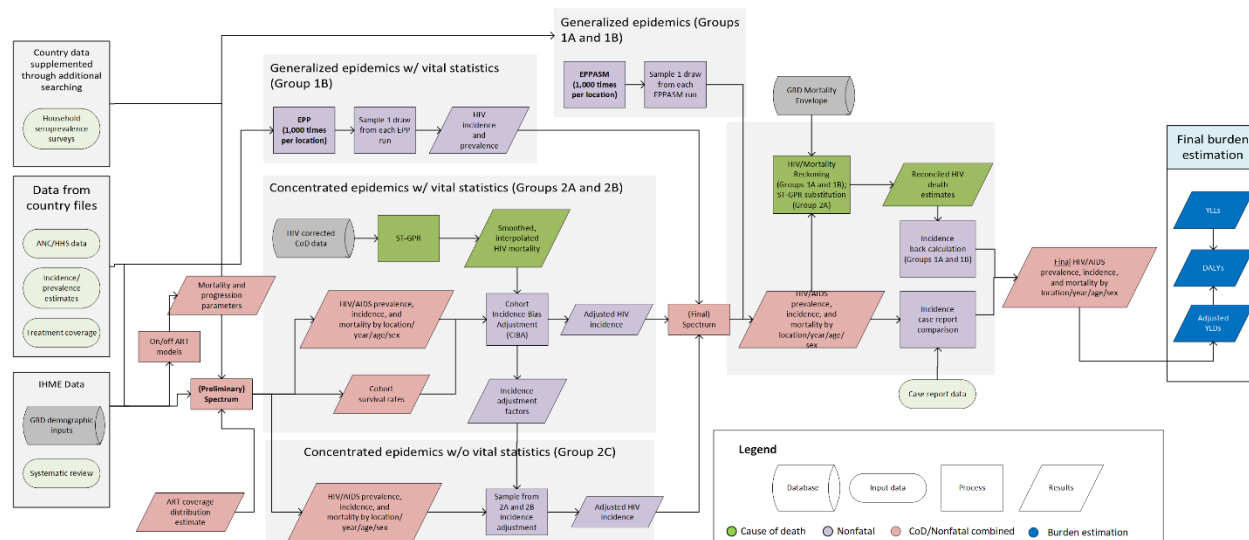 Country data
supplemented
through additional
searching
Household
seroprevalence
surveys
Data from
country files
ANC/HHS data
Incidence/
prevalence
estimates
Treatment coverage
IHME Data
GBD demographic
inputs
Systematic review
Mortality and
progression
parameters
On/off ART
models
(Preliminary)
Spectrum
ART coverage
distribution
estimate
Generalized epidemics w/ vital statistics
(Group 1B)
EPP
(1,000 times
per location)
Sample 1 draw
from each EPP
run
HIV
incidence
and
prevalence
Generalized epidemics (Groups
1A and 1B)
EPPASM
(1,000 times
per location)
Sample 1 draw
from each
EPPASM run
Concentrated epidemics w/ vital statistics (Groups 2A and 2B)
HIV corrected
CoD data
ST-GPR
Smoothed,
interpolated
HIV mortality
HIV/AIDS prevalence,
incidence, and
mortality by location/
year/age/sex
Cohort
survival rates
Cohort
Incidence Bias
Adjustment
(CIBA)
Adjusted HIV
incidence
Incidence
adjustment
factors
Concentrated epidemics w/o vital statistics (Group 2C)
HIV/AIDS prevalence,
incidence, and
mortality by location/
year/age/sex
Sample from
2A and 2B
incidence
adjustment
Adjusted HIV
incidence
(Final)
Spectrum
GBD Mortality
Envelope
HIV/Mortality
Reckoning
(Groups 1A and 1B);
ST-GPR substitution
(Group 2A)
Reconciled HIV
death
estimates
HIV/AIDS
prevalence,
incidence, and
mortality by
location/year/age/
sex
Incidence
back calculation
(Groups 1A and 1B)
Incidence
case report
comparison
Case report data
Final HIV/AIDS
prevalence, incidence,
and mortality by
location/year/age/sex
Final burden
estimation
YLLs
DALYs
Adjusted
YLDs
Legend
Database
Input data
Process
Results
Cause of death
Nonfatal
CoD/Nonfatal combined
Burden estimation